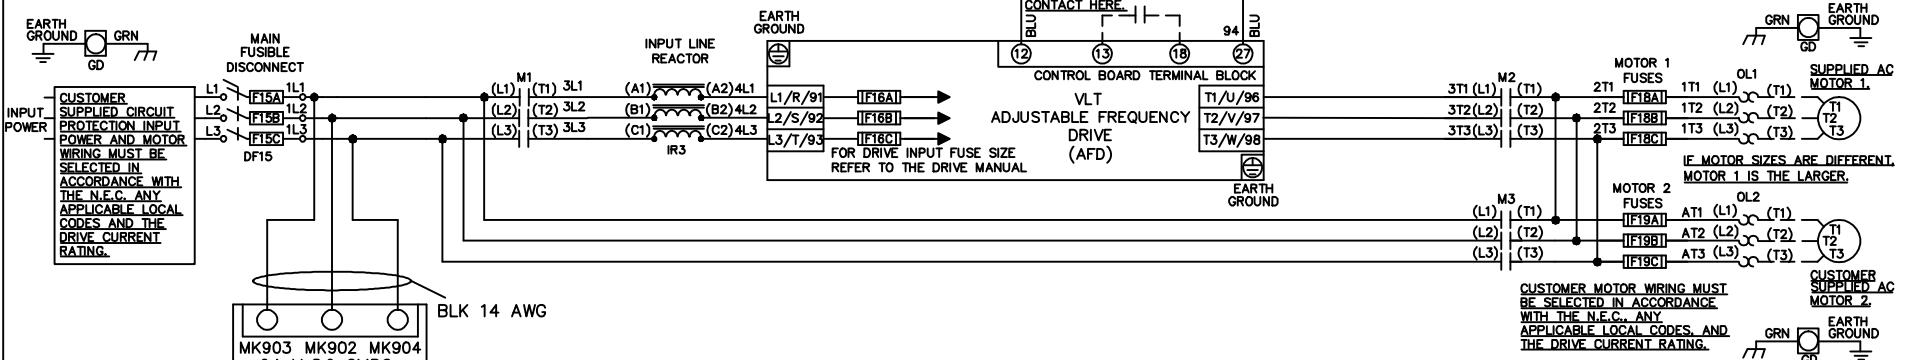 EARTH
GROUND
GRN
GD
INPUT
POWER
CUSTOMER
SUPPLIED CIRCUIT
PROTECTION INPUT
POWER AND MOTOR
WIRING MUST BE
SELECTED IN
ACCORDANCE WITH
THE N.E.C. ANY
APPLICABLE LOCAL
CODES AND THE
DRIVE CURRENT
RATING.
MAIN
FUSIBLE
DISCONNECT
L1 F15A 1L1
L2 F15B 1L2
L3 F15C 1L3
DF15
BLK 14 AWG
MK903 MK902 MK904
M1
(L1) (T1) 3L1
(L2) (T2) 3L2
(L3) (T3) 3L3
INPUT LINE
REACTOR
(A1) (A2) 4L1
(B1) (B2) 4L2
(C1) (C2) 4L3
IR3
EARTH
GROUND
L1/R/91
L2/S/92
L3/T/93
F16A
F16B
F16C
FOR DRIVE INPUT FUSE SIZE
REFER TO THE DRIVE MANUAL
CONTACT HERE.
BLU
94
BLU
12 13 18 27
CONTROL BOARD TERMINAL BLOCK
VLT
ADJUSTABLE FREQUENCY
DRIVE
(AFD)
T1/U/96
T2/V/97
T3/W/98
EARTH
GROUND
M2
3T1 (L1) (T1)
3T2 (L2) (T2)
3T3 (L3) (T3)
M3
(L1) (T1)
(L2) (T2)
(L3) (T3)
MOTOR 1
FUSES
2T1 F18A 1T1 (L1)
2T2 F18B 1T2 (L2)
2T3 F18C 1T3 (L3)
OL1
(T1)
(T2)
(T3)
T1
T2
T3
GRN
GD
EARTH
GROUND
SUPPLIED AC
MOTOR 1.
IF MOTOR SIZES ARE DIFFERENT,
MOTOR 1 IS THE LARGER.
MOTOR 2
FUSES
F19A AT1 (L1)
F19B AT2 (L2)
F19C AT3 (L3)
OL2
(T1)
(T2)
(T3)
T1
T2
T3
CUSTOMER
SUPPLIED AC
MOTOR 2.
CUSTOMER MOTOR WIRING MUST
BE SELECTED IN ACCORDANCE
WITH THE N.E.C., ANY
APPLICABLE LOCAL CODES, AND
THE DRIVE CURRENT RATING.
GRN
GD
EARTH
GROUND